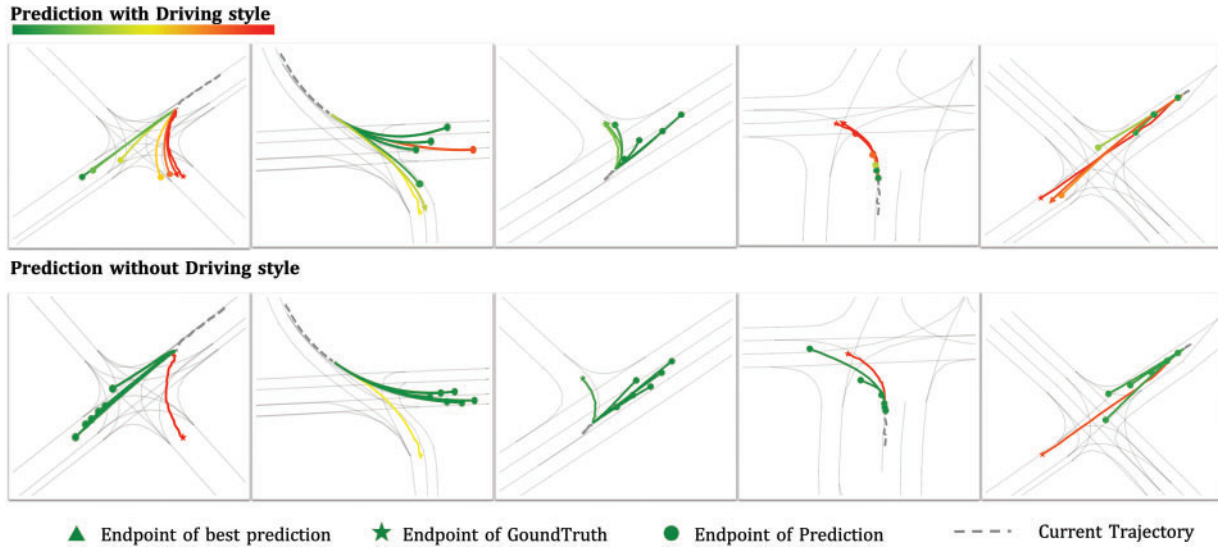 Prediction with Driving style
Prediction without Driving style
Endpoint of best prediction
Endpoint of GoundTruth
Endpoint of Prediction
Current Trajectory